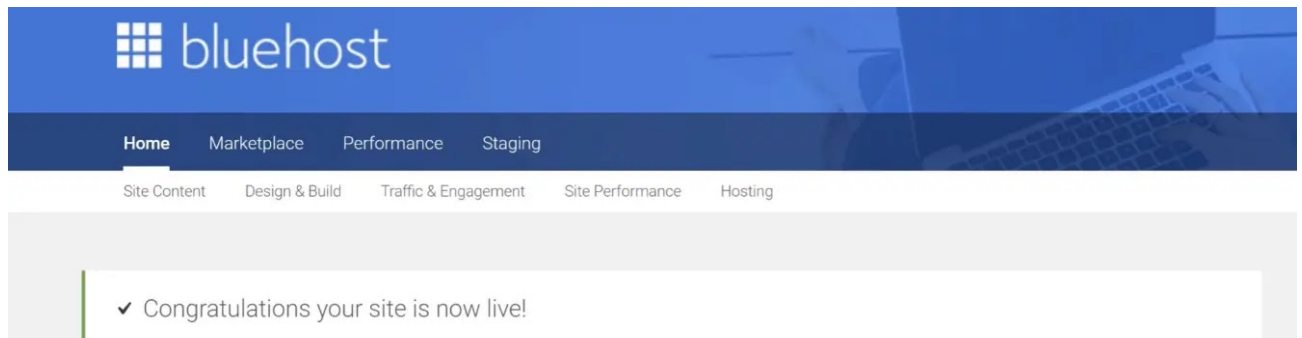 bluehost
Home Marketplace Performance Staging
Site Content Design & Build Traffic & Engagement Site Performance Hosting
Congratulations your site is now live!